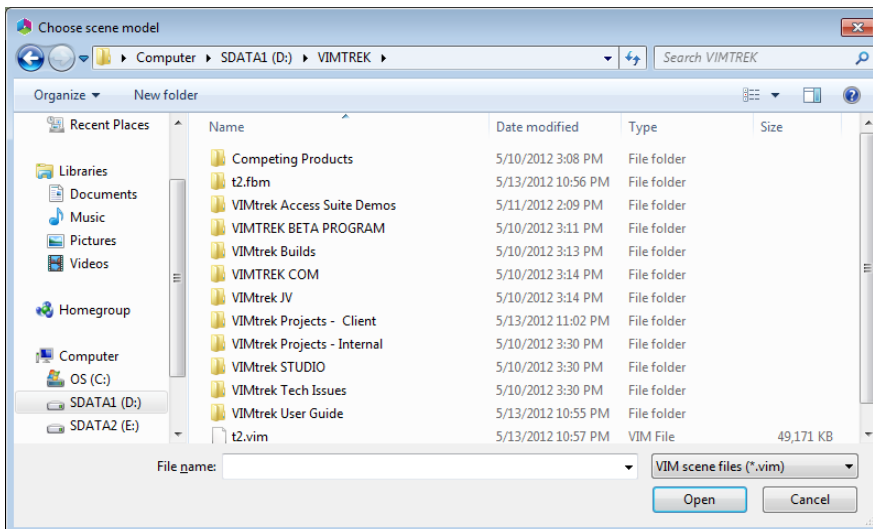 Choose scene model
Computer SDATA1 (D:) VIMTREK
Search VIMTREK
Organize New folder
Name Date modified Type Size
Recent Places
Libraries
Documents
Music
Pictures
Videos
Homegroup
Computer
OS (C:)
SDATA1 (D:)
SDATA2 (E:)
Competing Products 5/10/2012 3:08 PM File folder
t2.fbm 5/13/2012 10:56 PM File folder
VIMtrek Access Suite Demos 5/11/2012 2:09 PM File folder
VIMTREK BETA PROGRAM 5/10/2012 3:11 PM File folder
VIMtrek Builds 5/10/2012 3:13 PM File folder
VIMTREK COM 5/10/2012 3:14 PM File folder
VIMtrek JV 5/10/2012 3:14 PM File folder
VIMtrek Projects - Client 5/13/2012 11:02 PM File folder
VIMtrek Projects - Internal 5/10/2012 3:30 PM File folder
VIMtrek STUDIO 5/10/2012 3:30 PM File folder
VIMtrek Tech Issues 5/10/2012 3:30 PM File folder
VIMtrek User Guide 5/13/2012 10:55 PM File folder
t2.vim 5/13/2012 10:57 PM VIM File 49,171 KB
File name:
VIM scene files (*.vim)
Open Cancel